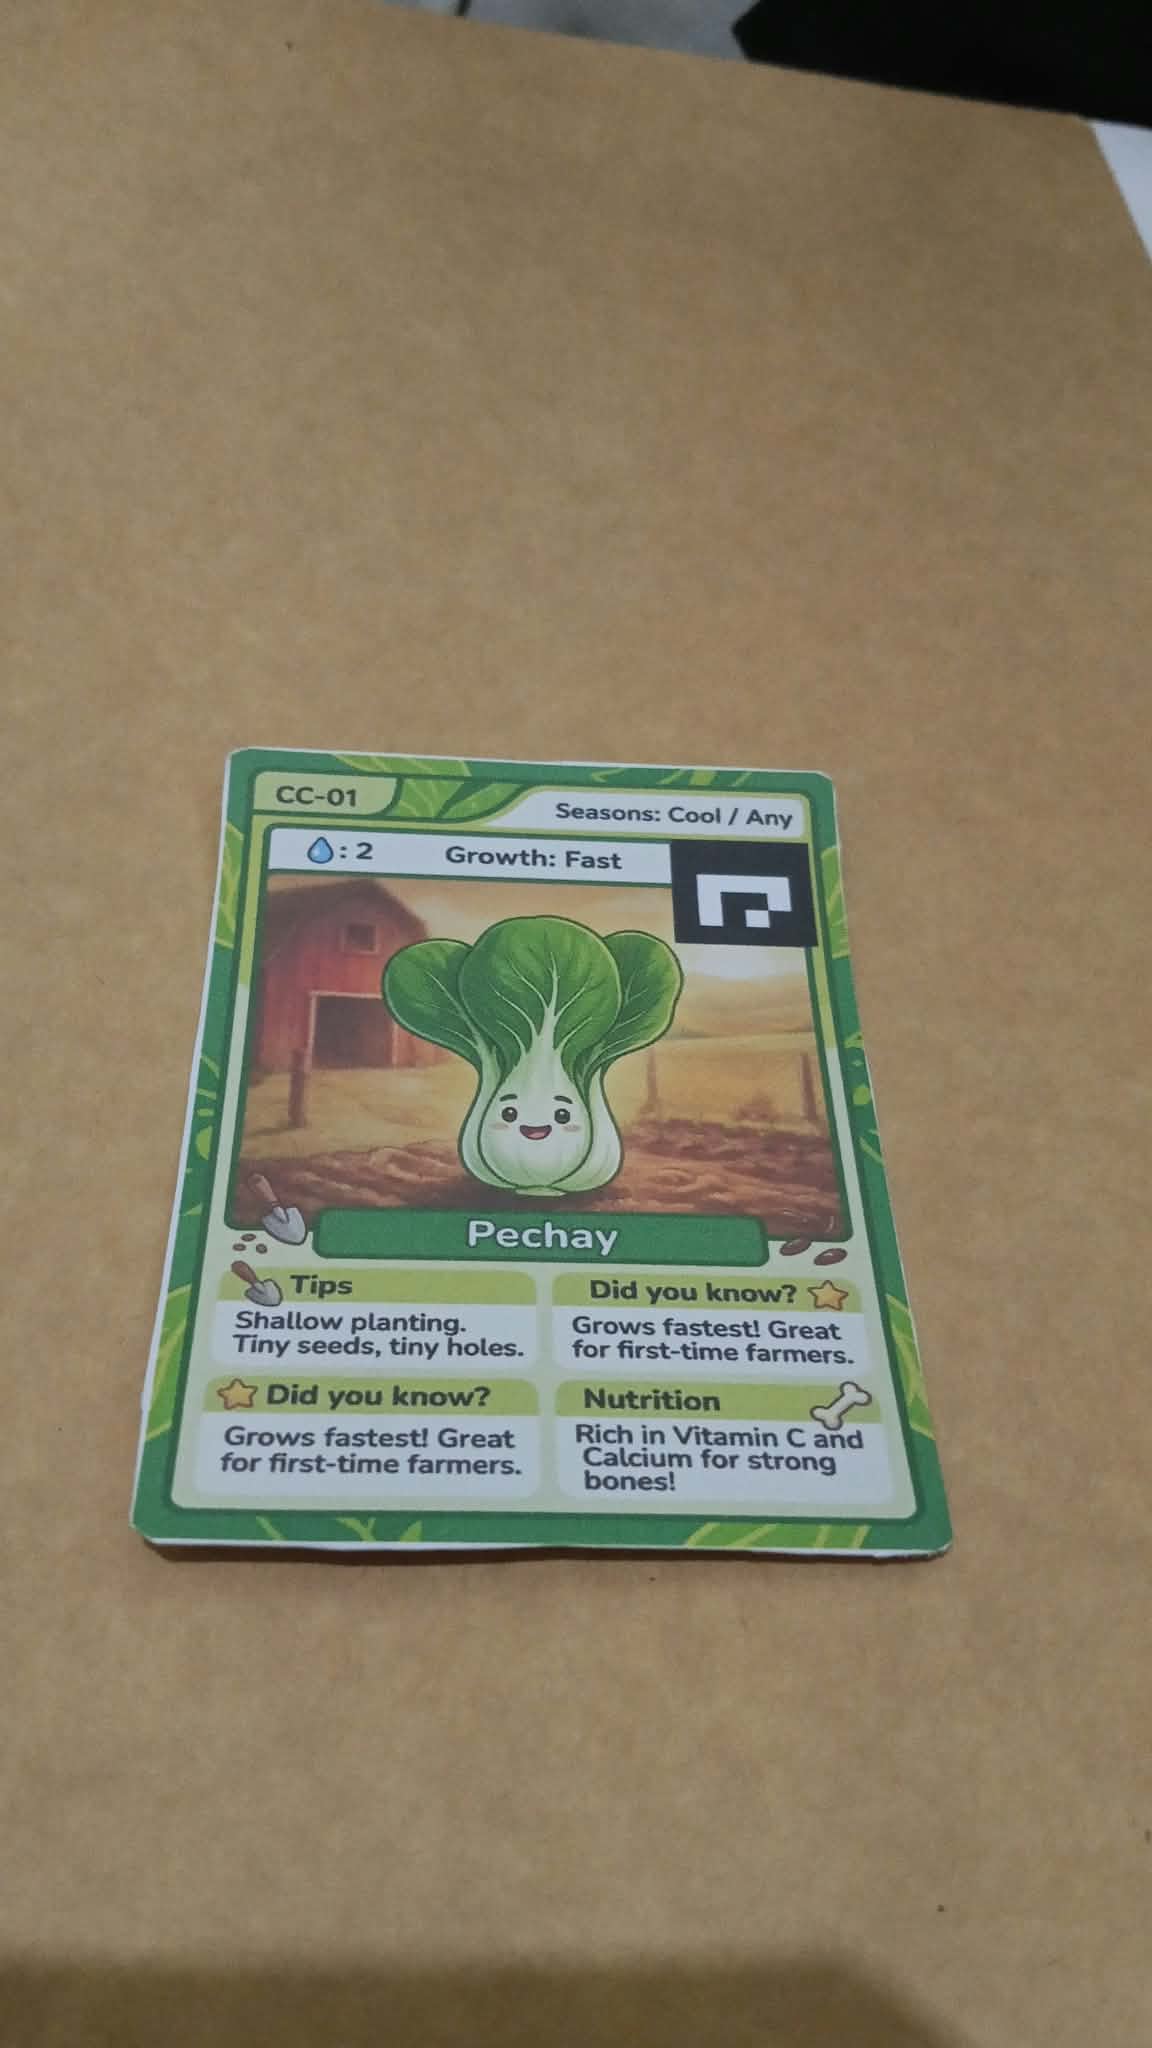 CC-01
Seasons: Cool / Any
: 2
Growth: Fast
Pechay
Tips
Shallow planting.
Tiny seeds, tiny holes.
Did you know?
Grows fastest! Great
for first-time farmers.
Did you know?
Grows fastest! Great
for first-time farmers.
Nutrition
Rich in Vitamin C and
Calcium for strong
bones!